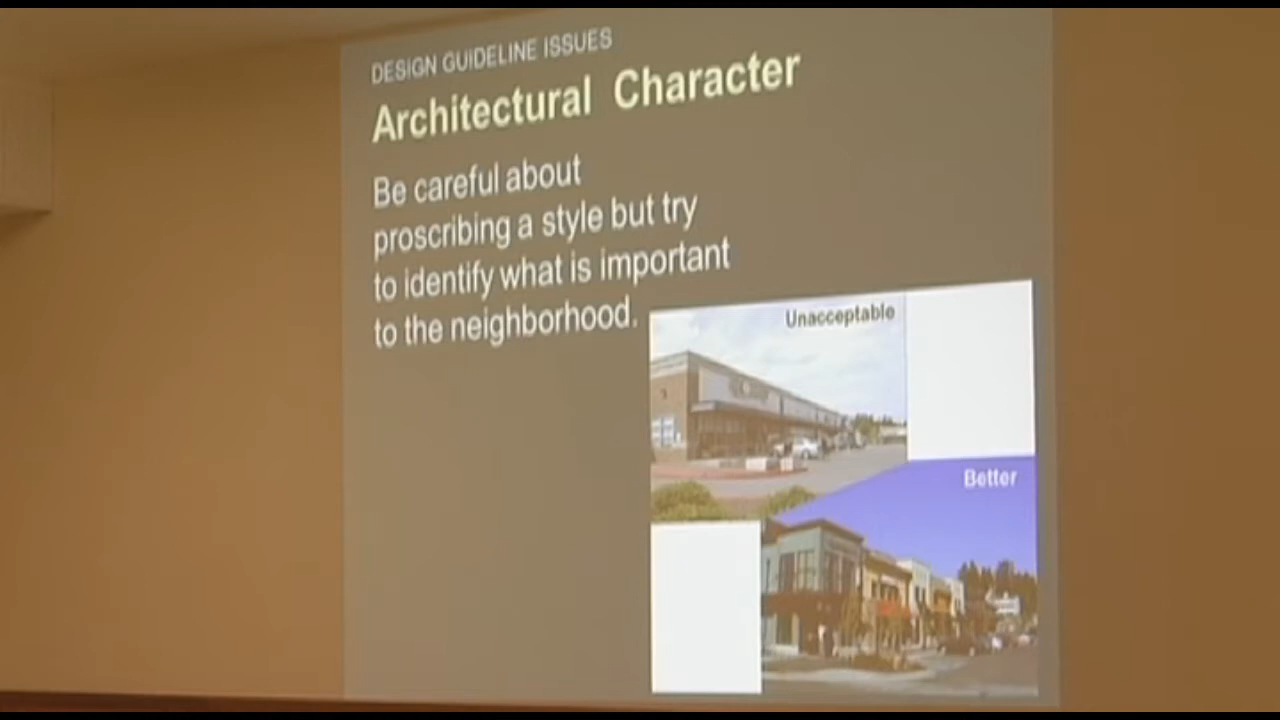 DESIGN GUIDELINE ISSUES
Architectural Character
Be careful about
proscribing a style but try
to identify what is important
to the neighborhood.
Unacceptable
Better